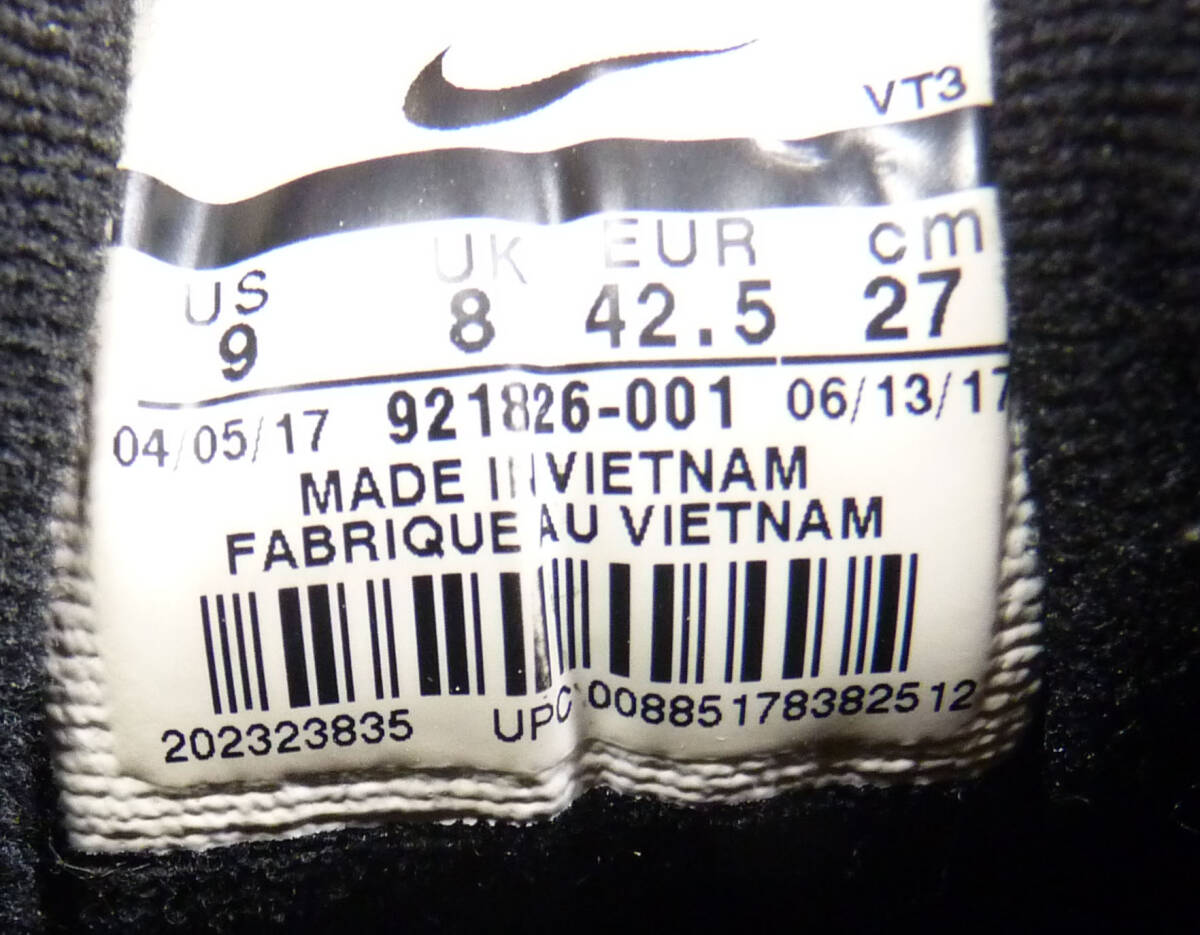 VT3
US UK EUR cm
9 8 42.5 27
04/05/17 921826-001 06/13/17
MADE IN VIETNAM
FABRIQUE AU VIETNAM
202323835 UPC 00885178382512